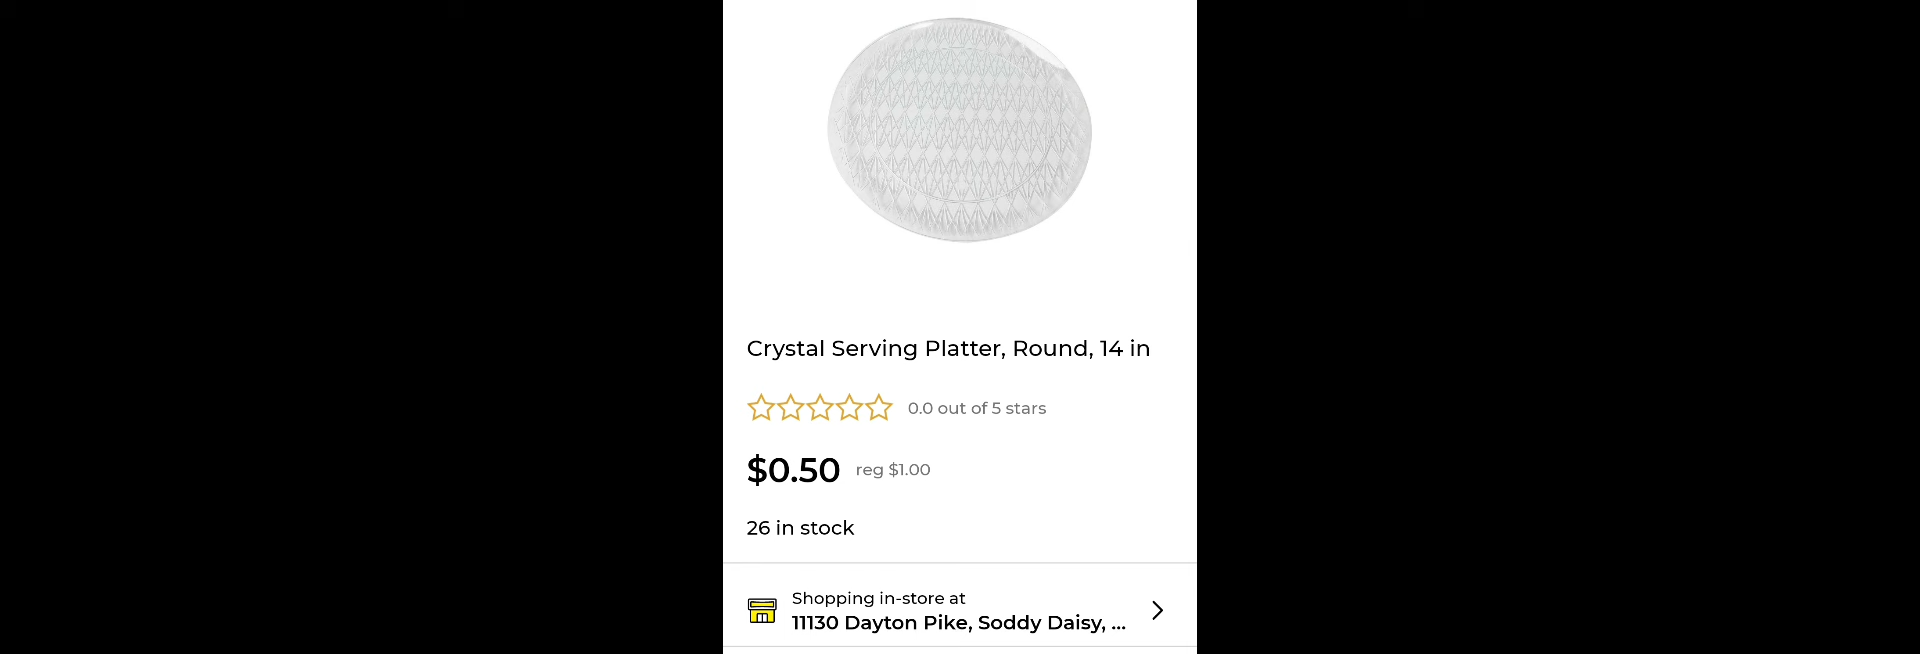 Crystal Serving Platter, Round, 14 in
0.0 out of 5 stars
$0.50 reg $1.00
26 in stock
Shopping in-store at
11130 Dayton Pike, Soddy Daisy, ...